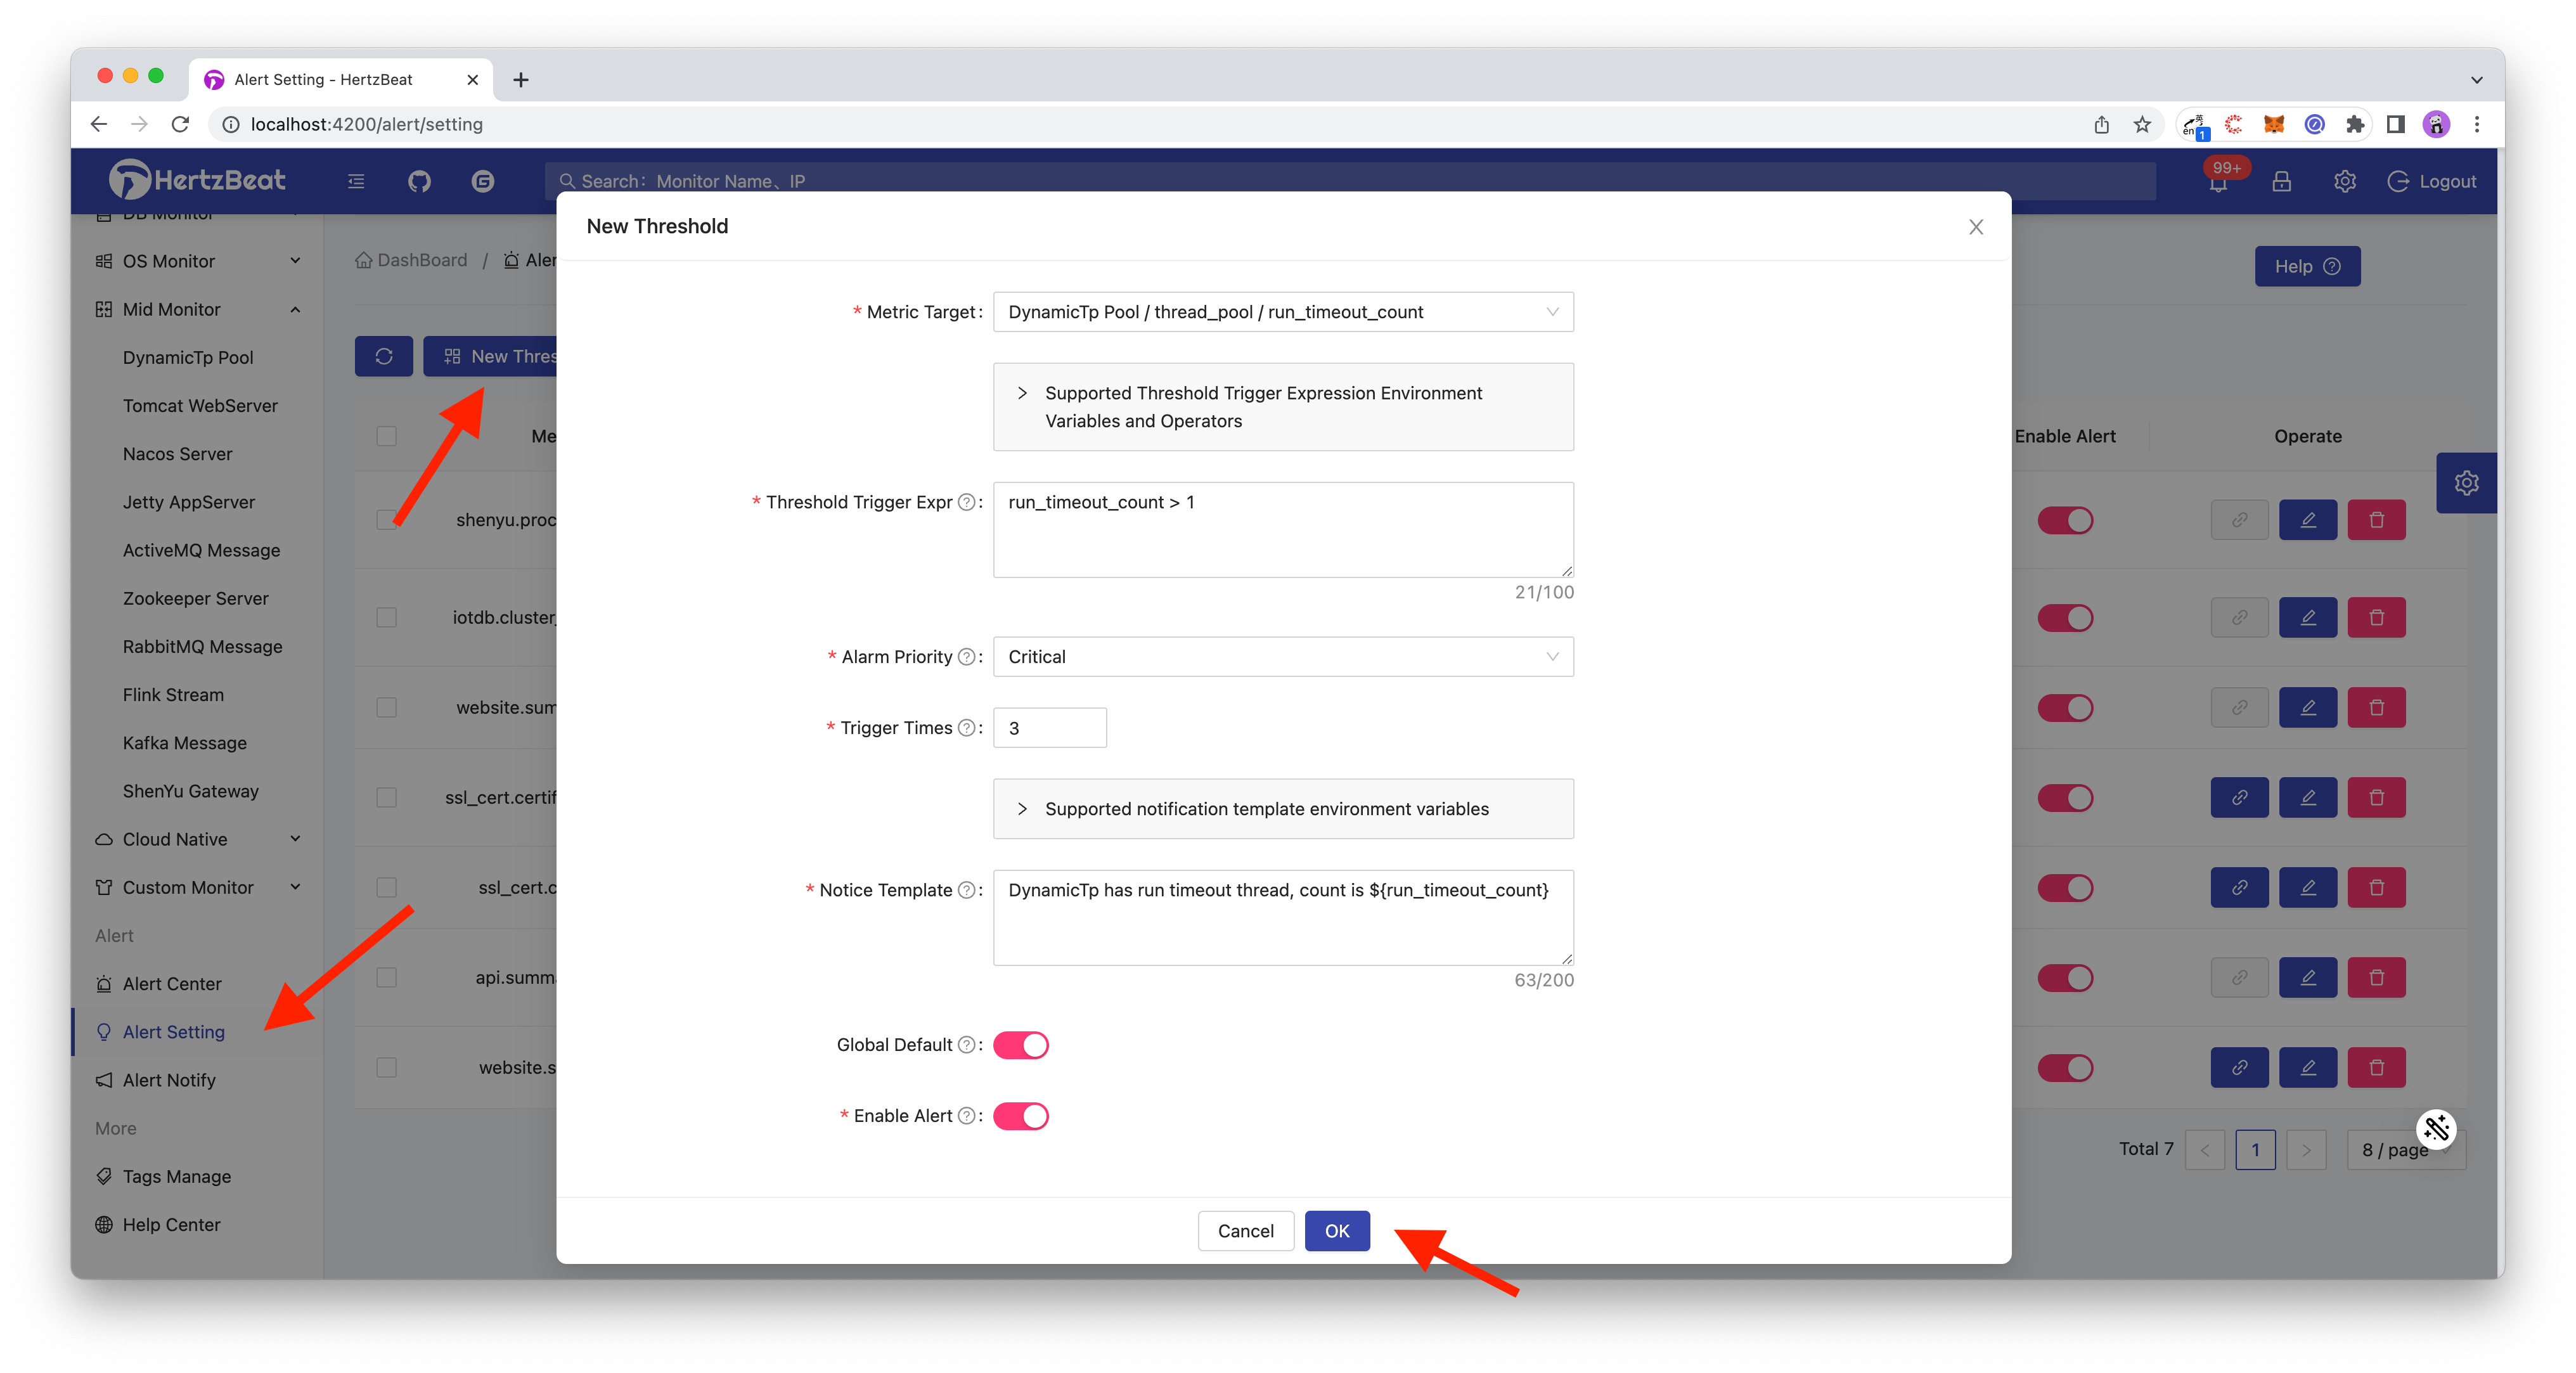 Alert Setting - HertzBeat
localhost:4200/alert/setting
1
HertzBeat
Search: Monitor Name、IP
99+
Logout
DB Monitor
OS Monitor
Mid Monitor
DynamicTp Pool
Tomcat WebServer
Nacos Server
Jetty AppServer
ActiveMQ Message
Zookeeper Server
RabbitMQ Message
Flink Stream
Kafka Message
ShenYu Gateway
Cloud Native
Custom Monitor
Alert
Alert Center
Alert Setting
Alert Notify
More
Tags Manage
Help Center
DashBoard / Aler
Help
New Thres
Me
shenyu.proc
iotdb.cluster_
website.sum
ssl_cert.certif
ssl_cert.c
api.summ
website.s
New Threshold
* Metric Target: DynamicTp Pool / thread_pool / run_timeout_count
Supported Threshold Trigger Expression Environment
Variables and Operators
* Threshold Trigger Expr : run_timeout_count > 1
21/100
* Alarm Priority : Critical
* Trigger Times : 3
Supported notification template environment variables
* Notice Template : DynamicTp has run timeout thread, count is ${run_timeout_count}
63/200
Global Default :
* Enable Alert :
Cancel OK
Enable Alert Operate
Total 7 < 1 > 8 / page